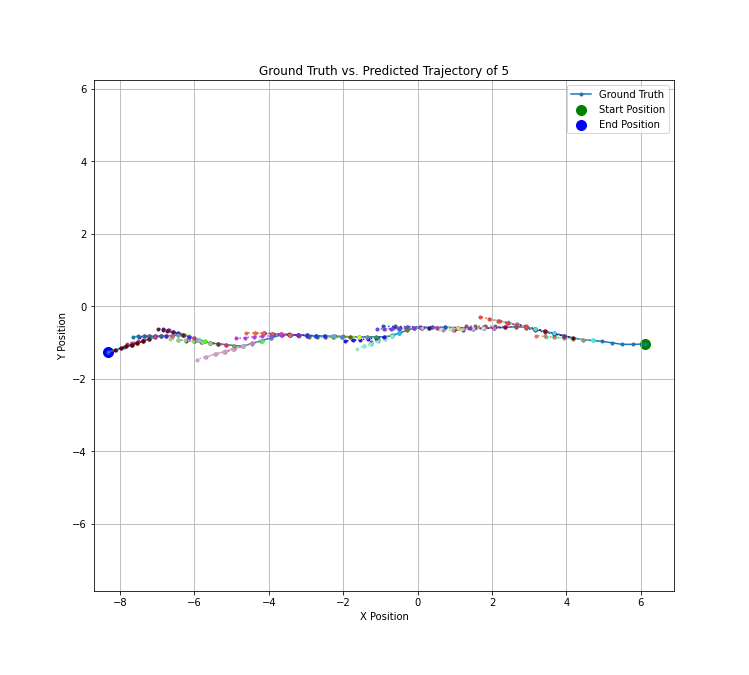 Ground Truth vs. Predicted Trajectory of 5
Ground Truth
Start Position
End Position
6
4
2
0
−2
−4
−6
Y Position
−8
−6
−4
−2
0
2
4
6
X Position